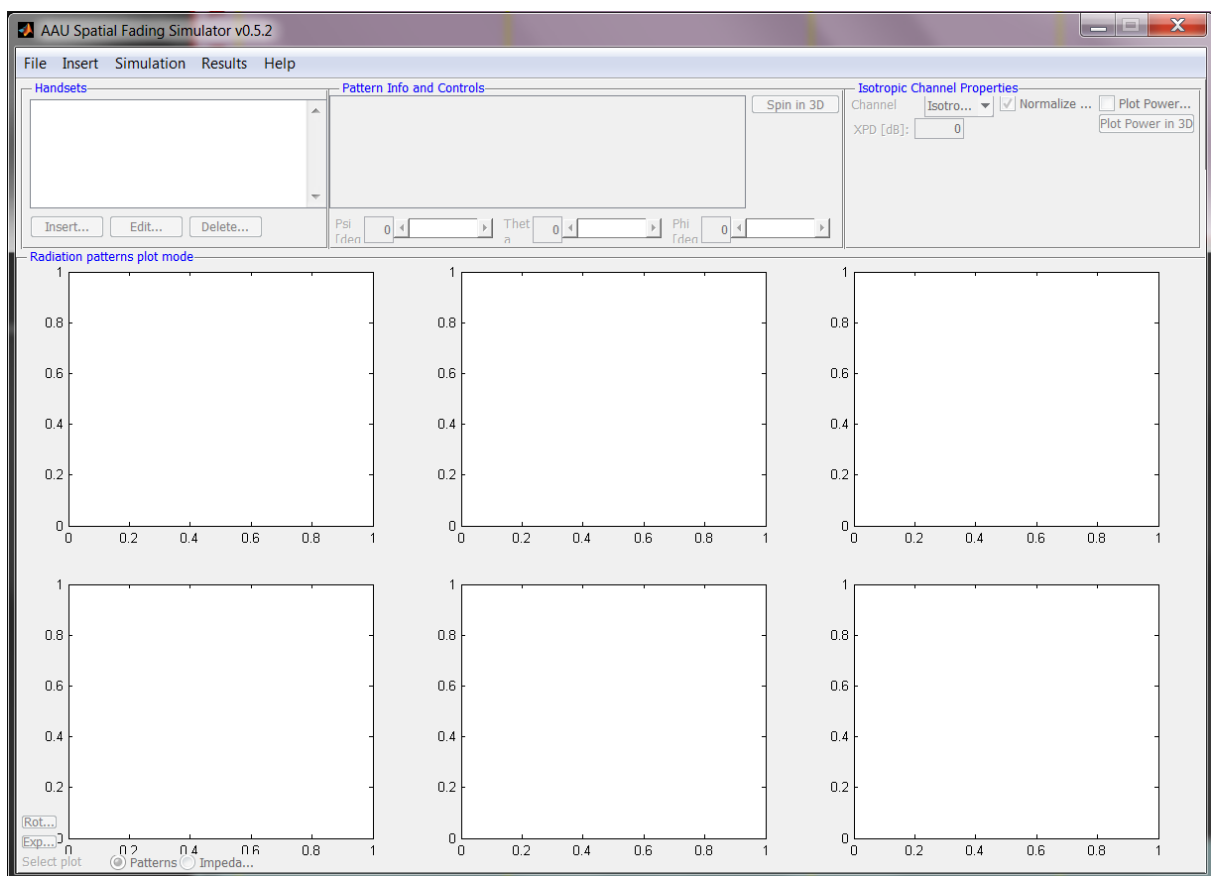 AAU Spatial Fading Simulator v0.5.2
File Insert Simulation Results Help
Handsets
Insert... Edit... Delete...
Pattern Info and Controls
Spin in 3D
Psi [deg 0 Thet a 0 Phi [deg 0
Isotropic Channel Properties
Channel Isotro... Normalize ... Plot Power...
XPD [dB]: 0 Plot Power in 3D
Radiation patterns plot mode
1 1 1
0.8 0.8 0.8
0.6 0.6 0.6
0.4 0.4 0.4
0.2 0.2 0.2
0 0 0
0 0.2 0.4 0.6 0.8 1 0 0.2 0.4 0.6 0.8 1 0 0.2 0.4 0.6 0.8 1
1 1 1
0.8 0.8 0.8
0.6 0.6 0.6
0.4 0.4 0.4
0.2 0.2 0.2
Rot...
Exp... 0 0 0
0 0.2 0.4 0.6 0.8 1 0 0.2 0.4 0.6 0.8 1 0 0.2 0.4 0.6 0.8 1
Select plot Patterns Impeda...